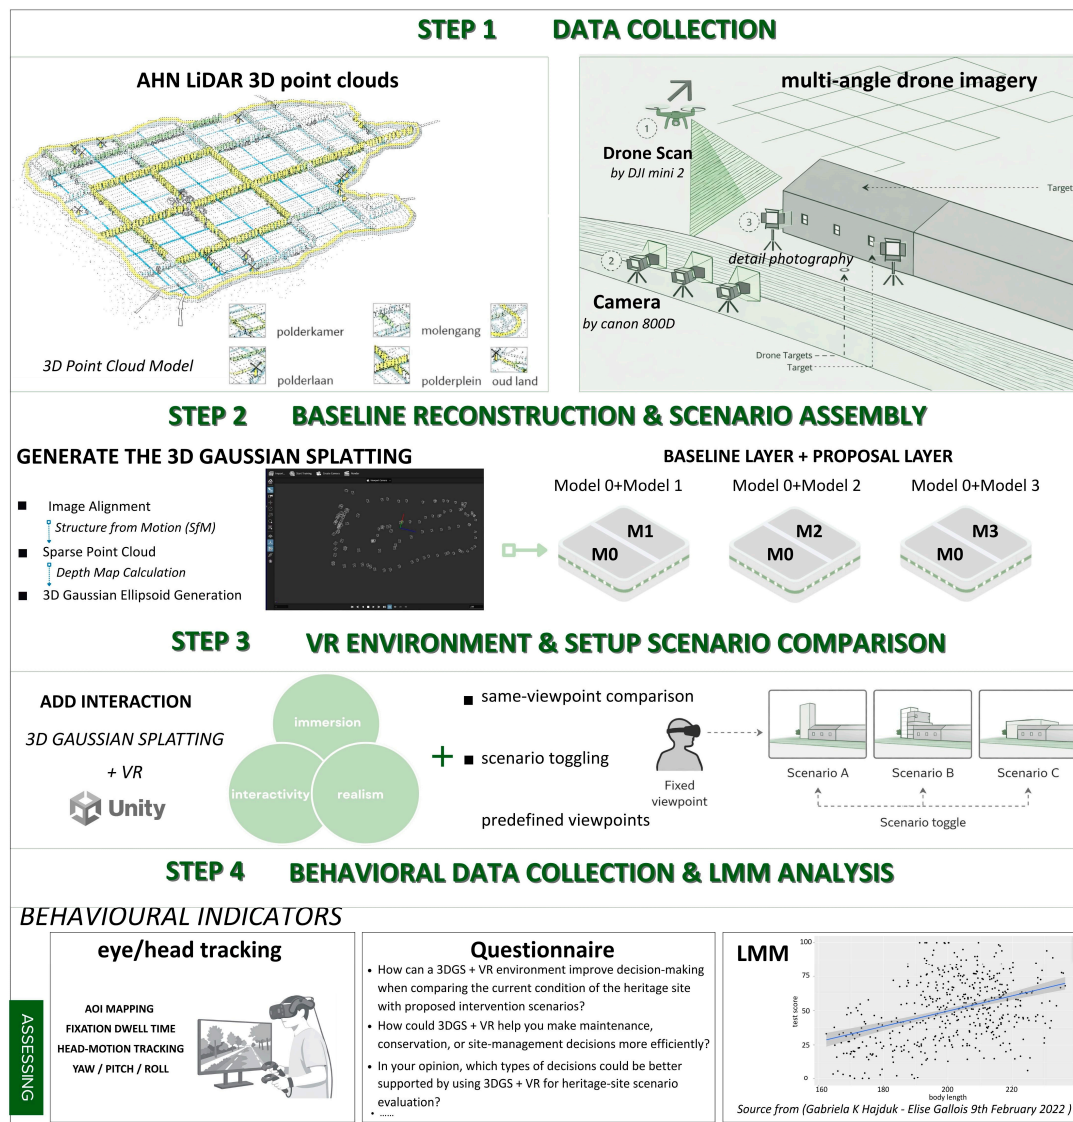 STEP 1 DATA COLLECTION
AHN LiDAR 3D point clouds
polderkamer
molengang
3D Point Cloud Model
polderlaan
polderplein
oud land
multi-angle drone imagery
1
Drone Scan
by DJI mini 2
Target
3
detail photography
2
Camera
by canon 800D
Drone Targets
Target
STEP 2 BASELINE RECONSTRUCTION & SCENARIO ASSEMBLY
GENERATE THE 3D GAUSSIAN SPLATTING
Image Alignment
Structure from Motion (SfM)
Sparse Point Cloud
Depth Map Calculation
3D Gaussian Ellipsoid Generation
BASELINE LAYER + PROPOSAL LAYER
Model 0+Model 1
Model 0+Model 2
Model 0+Model 3
M1
M0
M2
M0
M3
M0
STEP 3 VR ENVIRONMENT & SETUP SCENARIO COMPARISON
ADD INTERACTION
3D GAUSSIAN SPLATTING
+ VR
Unity
immersion
interactivity
realism
+
same-viewpoint comparison
scenario toggling
predefined viewpoints
Fixed
viewpoint
Scenario A
Scenario B
Scenario C
Scenario toggle
STEP 4 BEHAVIORAL DATA COLLECTION & LMM ANALYSIS
BEHAVIOURAL INDICATORS
ASSESSING
eye/head tracking
AOI MAPPING
FIXATION DWELL TIME
HEAD-MOTION TRACKING
YAW / PITCH / ROLL
Questionnaire
• How can a 3DGS + VR environment improve decision-making
when comparing the current condition of the heritage site
with proposed intervention scenarios?
• How could 3DGS + VR help you make maintenance,
conservation, or site-management decisions more efficiently?
• In your opinion, which types of decisions could be better
supported by using 3DGS + VR for heritage-site scenario
evaluation?
• ......
LMM
100
75
50
25
0
test score
160
180
200
220
body length
Source from (Gabriela K Hajduk - Elise Gallois 9th February 2022 )